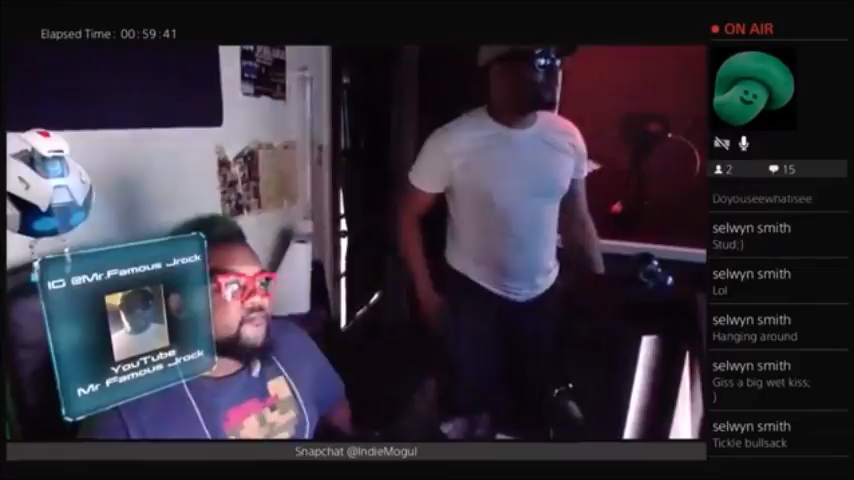 Elapsed Time: 00:59:41
ON AIR
2
15
Doyouseewhatisee
selwyn smith
Stud;)
selwyn smith
Lol
selwyn smith
Hanging around
selwyn smith
Giss a big wet kiss;
)
selwyn smith
Tickle bullsack
IG @Mr.Famous Jrock
YouTube
Mr Famous Jrock
Snapchat @IndieMogul